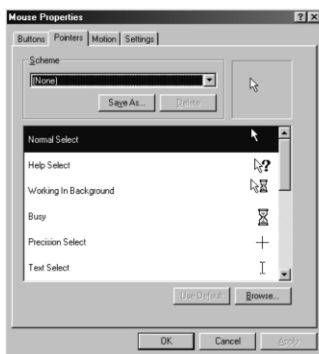 Mouse Properties
Buttons Pointers Motion Settings
Scheme
(None)
Save As... Delete
Normal Select
Help Select
Working In Background
Busy
Precision Select
Text Select
Use Default Browse...
OK Cancel Apply